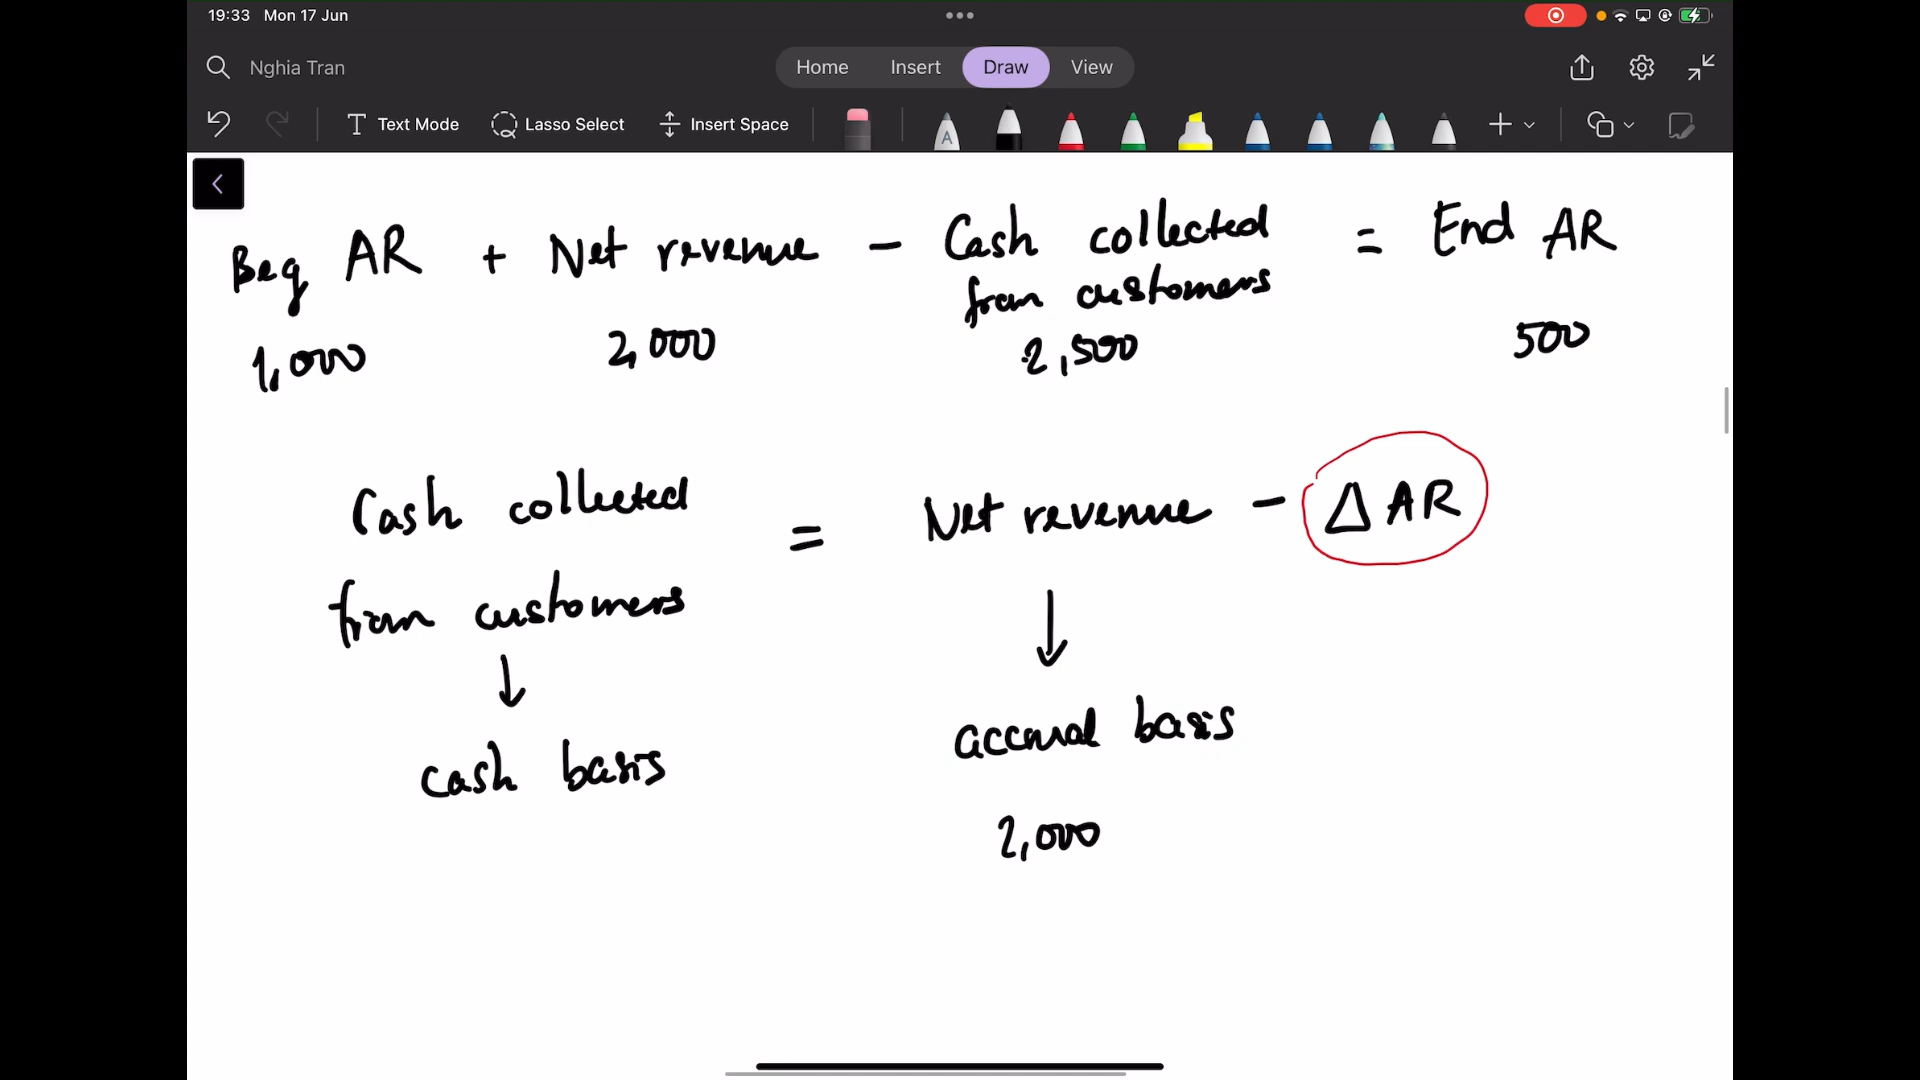 19:33 Mon 17 Jun
Nghia Tran
Home Insert Draw View
Text Mode Lasso Select Insert Space
A
Beg AR + Net revenue - Cash collected = End AR
from customers
1,000 2,000 2,500 500
Cash collected = Net revenue - Δ AR
from customers
↓ ↓
cash basis accrual basis
2,000